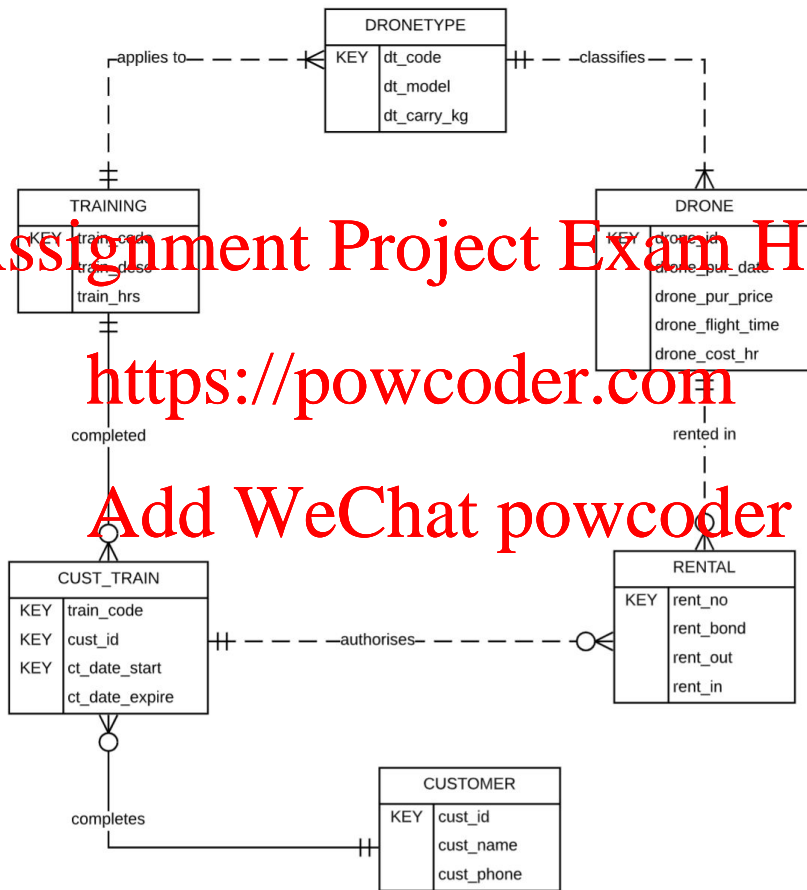 DRONETYPE
KEY dt_code
dt_model
dt_carry_kg
applies to
classifies
TRAINING
KEY train_code
train_desc
train_hrs
DRONE
KEY drone_id
drone_pur_date
drone_pur_price
drone_flight_time
drone_cost_hr
ssignment Project Exam H
https://powcoder.com
completed
rented in
Add WeChat powcoder
CUST_TRAIN
KEY train_code
KEY cust_id
KEY ct_date_start
ct_date_expire
authorises
RENTAL
KEY rent_no
rent_bond
rent_out
rent_in
completes
CUSTOMER
KEY cust_id
cust_name
cust_phone